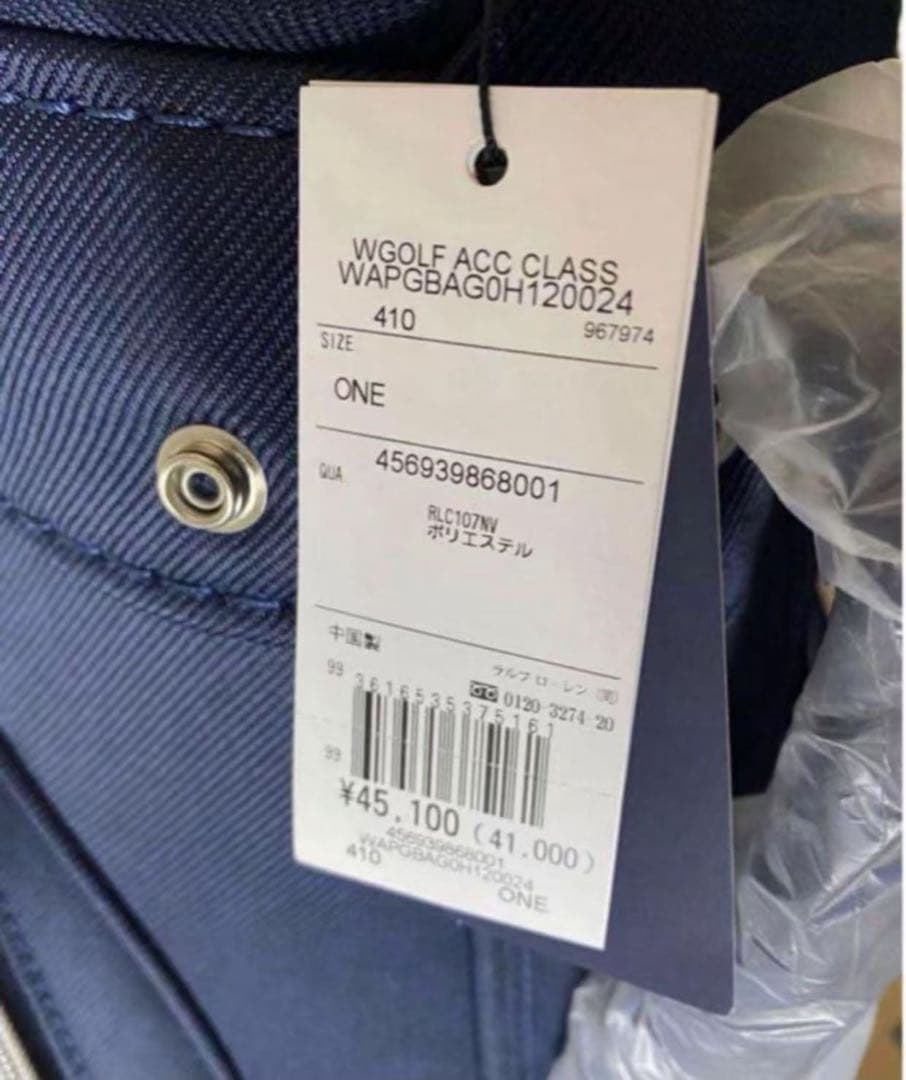 WGOLF ACC CLASS
WAPGBAG0H120024
410 967974
SIZE
ONE
QUA 456939868001
RLC107NV
ポリエステル
中国製
ラルフ ローレン
99 0120-3274-20
3616535375161
99
¥45,100 (41,000)
456939868001
WAPGBAG0H120024
410
ONE